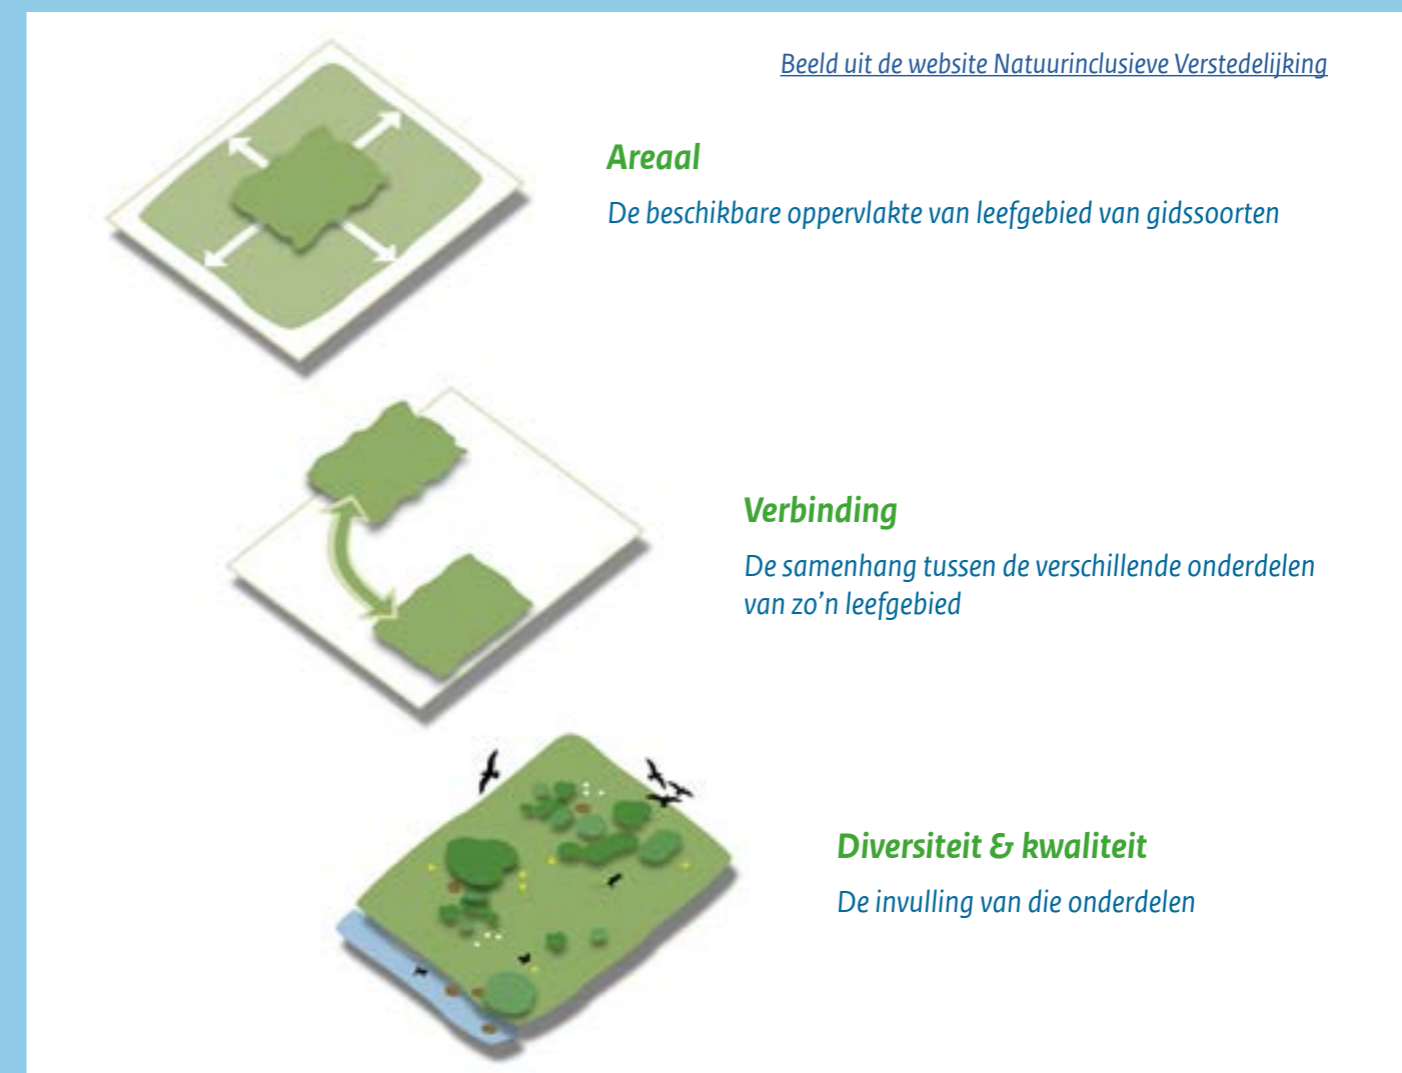 Beeld uit de website Natuurinclusieve Verstedelijking
Areaal
De beschikbare oppervlakte van leefgebied van gidssoorten
Verbinding
De samenhang tussen de verschillende onderdelen
van zo’n leefgebied
Diversiteit & kwaliteit
De invulling van die onderdelen